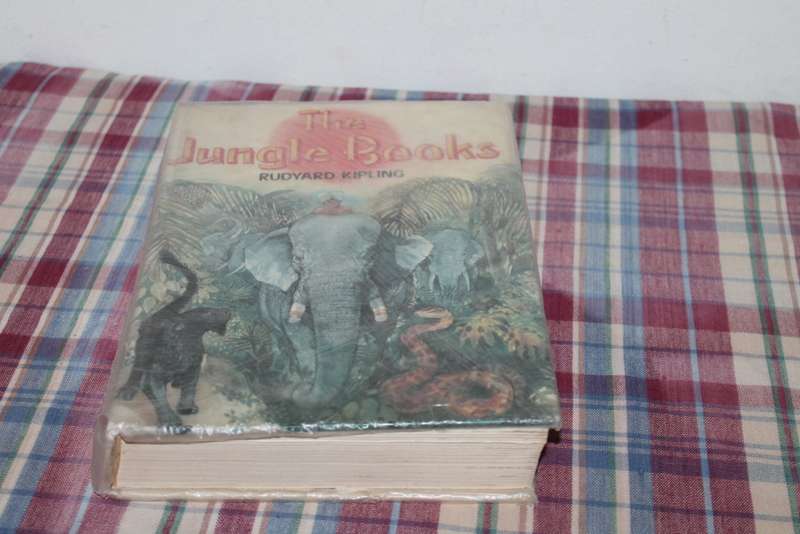 The
Jungle Books
RUDYARD KIPLING